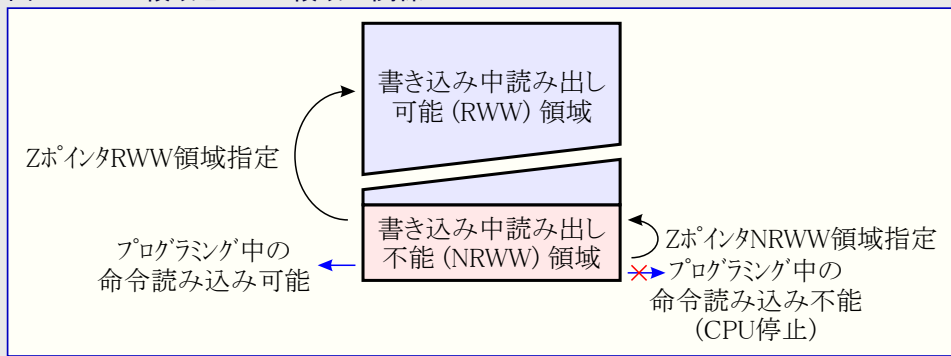 書き込み中読み出し
可能 (RWW) 領域
ZﾎﾟｲﾝﾀRWW領域指定
書き込み中読み出し
不能 (NRWW) 領域
ﾌﾟﾛｸﾞﾗﾐﾝｸﾞ中の
命令読み込み可能
ZﾎﾟｲﾝﾀNRWW領域指定
ﾌﾟﾛｸﾞﾗﾐﾝｸﾞ中の
命令読み込み不能
(CPU停止)